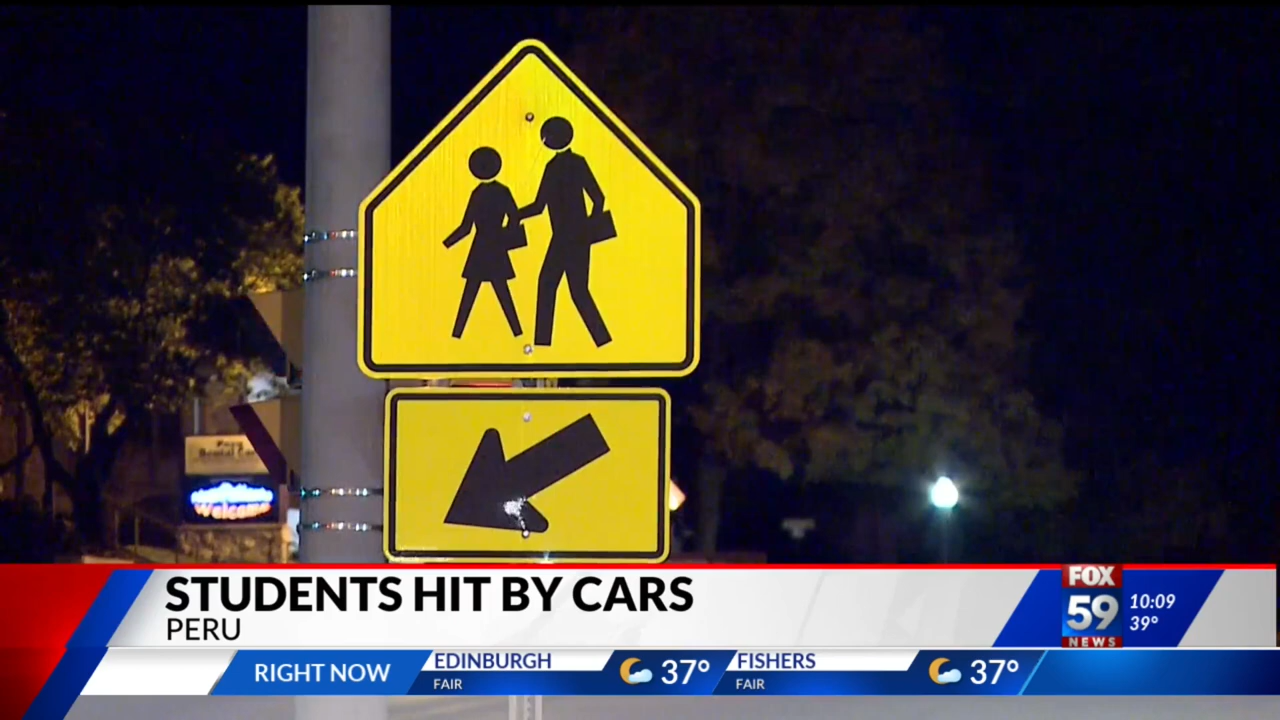 Welcome
STUDENTS HIT BY CARS
PERU
FOX
59
NEWS
10:09
39°
RIGHT NOW
EDINBURGH
FAIR
37°
FISHERS
FAIR
37°